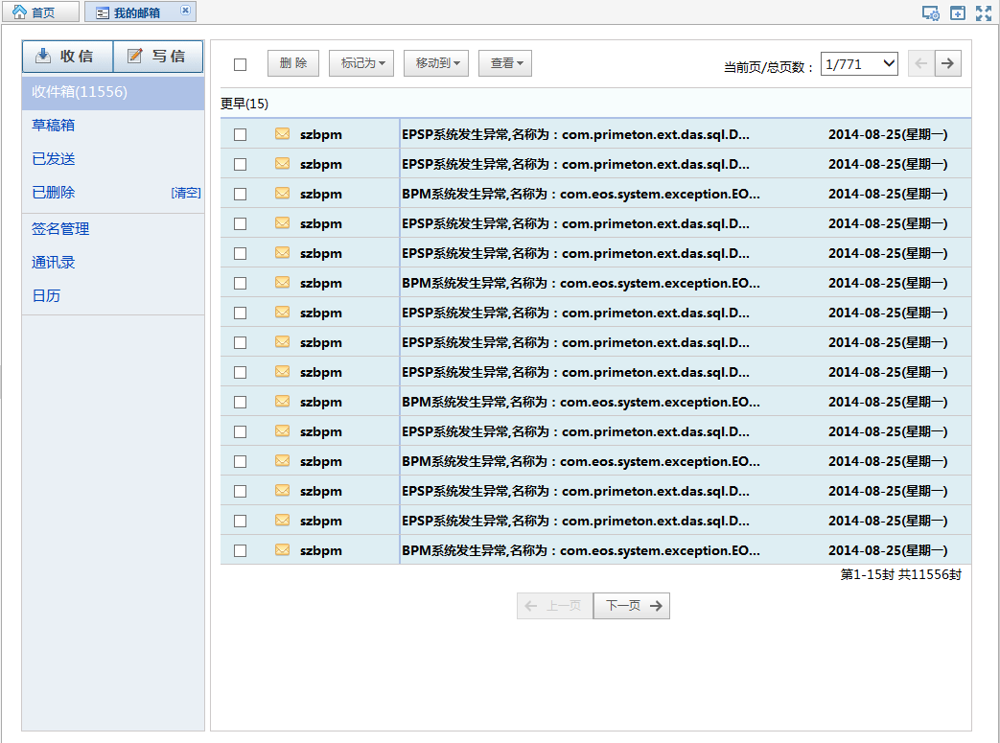 首页 我的邮箱
收 信 写 信
收件箱(11556)
草稿箱
已发送
已删除 [清空]
签名管理
通讯录
日历
删 除 标记为 移动到 查看 当前页/总页数： 1/771
更早(15)
szbpm EPSP系统发生异常,名称为：com.primeton.ext.das.sql.D... 2014-08-25(星期一)
szbpm EPSP系统发生异常,名称为：com.primeton.ext.das.sql.D... 2014-08-25(星期一)
szbpm BPM系统发生异常,名称为：com.eos.system.exception.EO... 2014-08-25(星期一)
szbpm EPSP系统发生异常,名称为：com.primeton.ext.das.sql.D... 2014-08-25(星期一)
szbpm EPSP系统发生异常,名称为：com.primeton.ext.das.sql.D... 2014-08-25(星期一)
szbpm BPM系统发生异常,名称为：com.eos.system.exception.EO... 2014-08-25(星期一)
szbpm EPSP系统发生异常,名称为：com.primeton.ext.das.sql.D... 2014-08-25(星期一)
szbpm EPSP系统发生异常,名称为：com.primeton.ext.das.sql.D... 2014-08-25(星期一)
szbpm EPSP系统发生异常,名称为：com.primeton.ext.das.sql.D... 2014-08-25(星期一)
szbpm BPM系统发生异常,名称为：com.eos.system.exception.EO... 2014-08-25(星期一)
szbpm EPSP系统发生异常,名称为：com.primeton.ext.das.sql.D... 2014-08-25(星期一)
szbpm BPM系统发生异常,名称为：com.eos.system.exception.EO... 2014-08-25(星期一)
szbpm EPSP系统发生异常,名称为：com.primeton.ext.das.sql.D... 2014-08-25(星期一)
szbpm EPSP系统发生异常,名称为：com.primeton.ext.das.sql.D... 2014-08-25(星期一)
szbpm BPM系统发生异常,名称为：com.eos.system.exception.EO... 2014-08-25(星期一)
第1-15封 共11556封
上一页 下一页